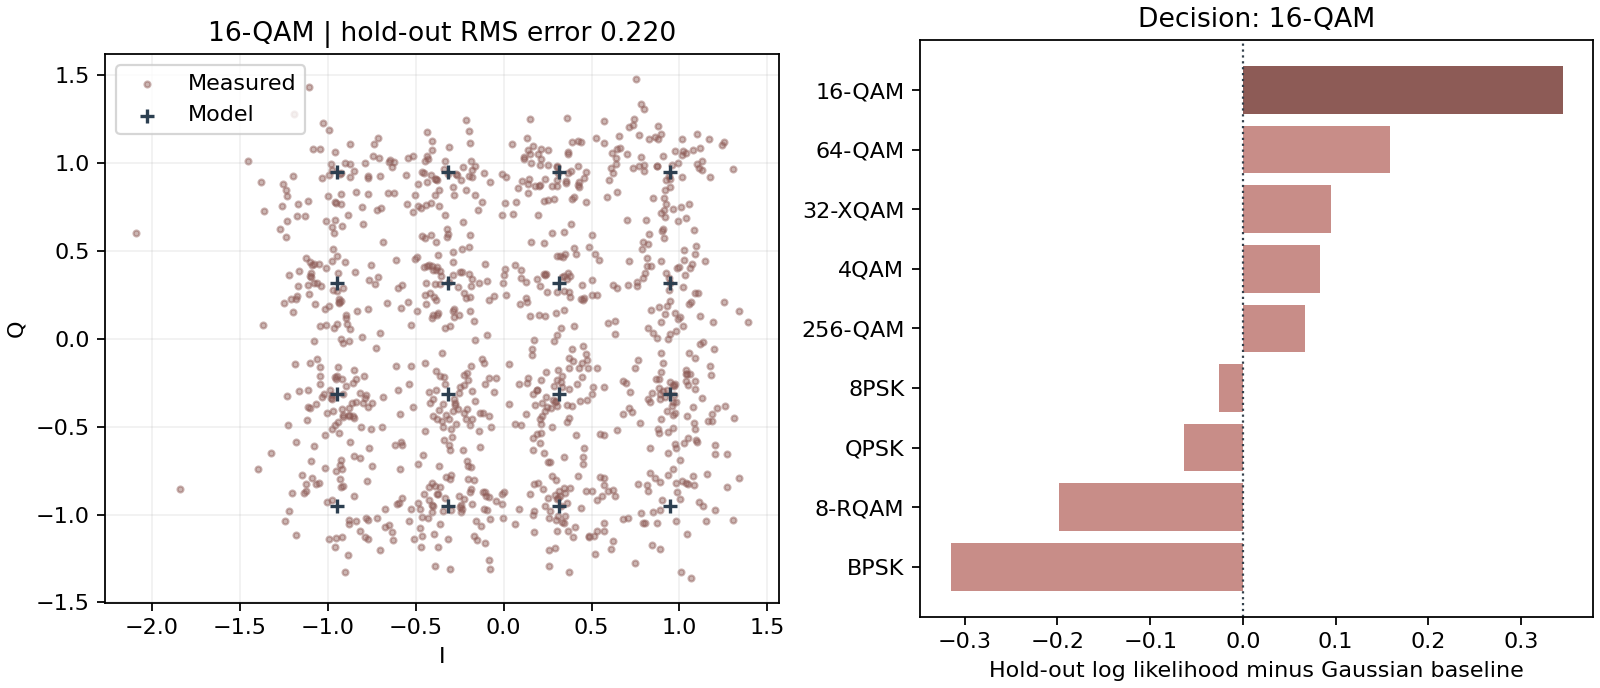 16-QAM | hold-out RMS error 0.220
Measured
Model
1.5
1.0
0.5
0.0
−0.5
−1.0
−1.5
Q
−2.0 −1.5 −1.0 −0.5 0.0 0.5 1.0 1.5
I
Decision: 16-QAM
16-QAM
64-QAM
32-XQAM
4QAM
256-QAM
8PSK
QPSK
8-RQAM
BPSK
−0.3 −0.2 −0.1 0.0 0.1 0.2 0.3
Hold-out log likelihood minus Gaussian baseline